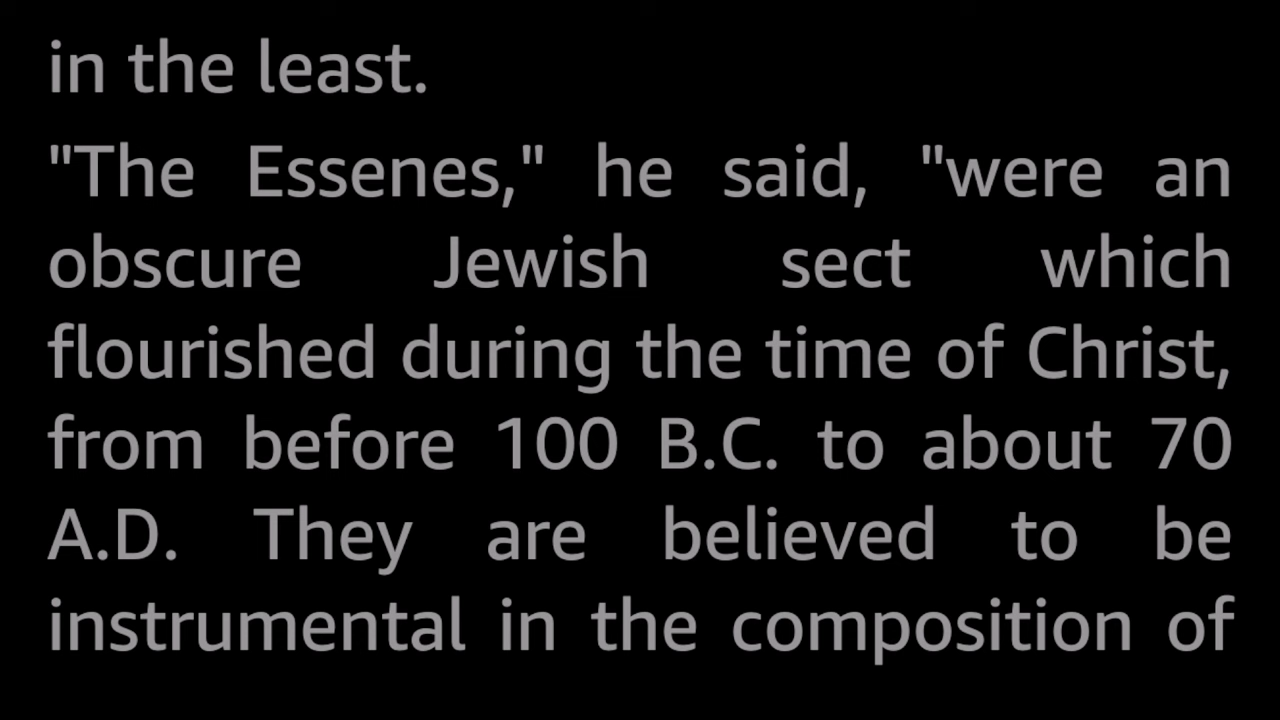 in the least.
"The Essenes," he said, "were an
obscure Jewish sect which
flourished during the time of Christ,
from before 100 B.C. to about 70
A.D. They are believed to be
instrumental in the composition of